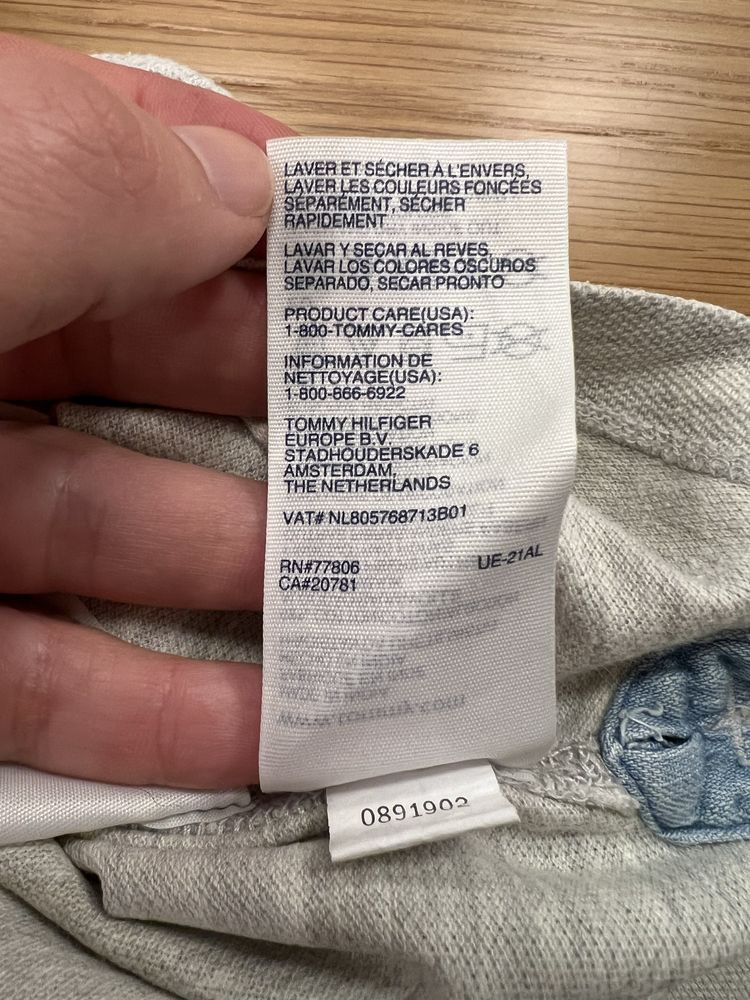 LAVER ET SÉCHER À L'ENVERS,
LAVER LES COULEURS FONCÉES
SÉPARÉMENT, SÉCHER
RAPIDEMENT
LAVAR Y SECAR AL REVES,
LAVAR LOS COLORES OSCUROS
SEPARADO, SECAR PRONTO
PRODUCT CARE(USA):
1-800-TOMMY-CARES
INFORMATION DE
NETTOYAGE(USA):
1-800-866-6922
TOMMY HILFIGER
EUROPE B.V.
STADHOUDERSKADE 6
AMSTERDAM,
THE NETHERLANDS
VAT# NL805768713B01
RN#77806 UE-21AL
CA#20781